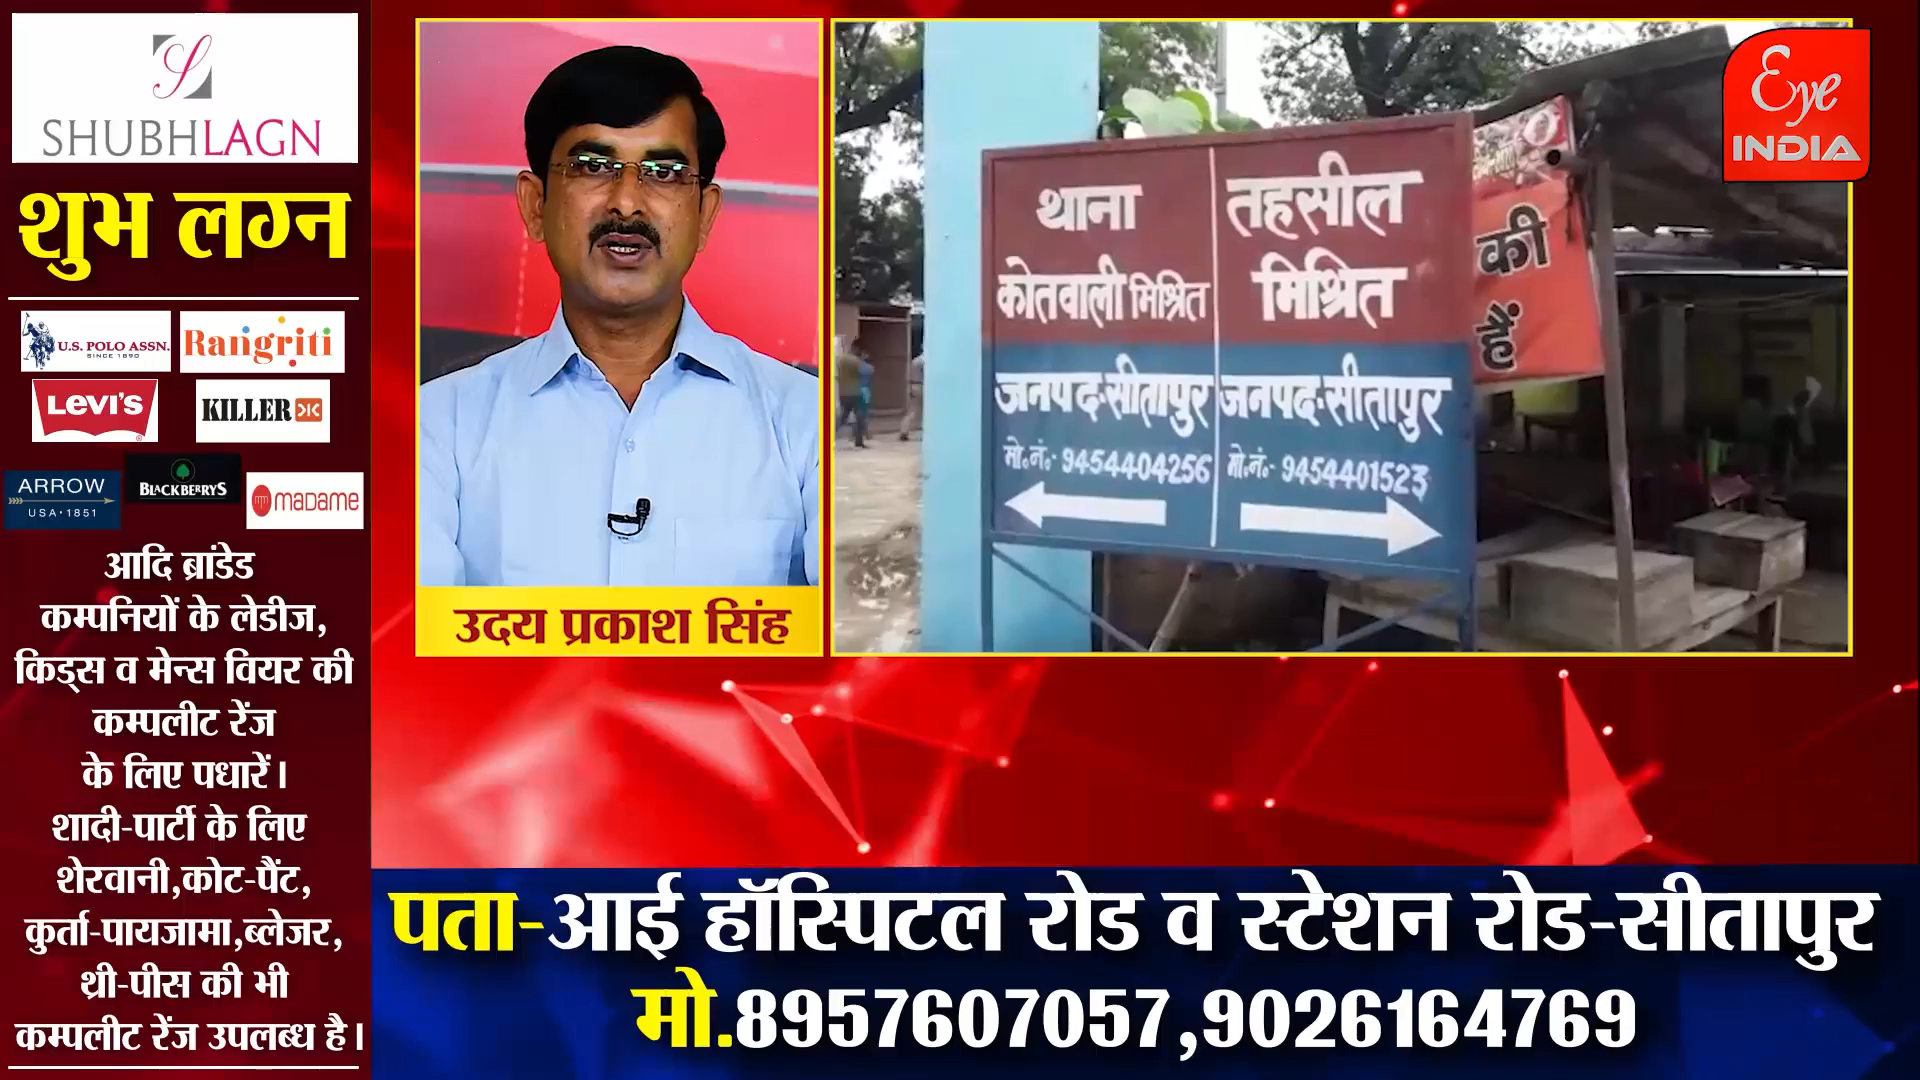 SHUBHLAGN
शुभ लग्न
U.S. POLO ASSN.
SINCE 1890
Rangriti
LEVI'S
KILLER
ARROW
USA · 1851
BLACKBERRYS
mADAME
आदि ब्रांडेड
कम्पनियों के लेडीज,
किड्स व मेन्स वियर की
कम्पलीट रेंज
के लिए पधारें।
शादी-पार्टी के लिए
शेरवानी,कोट-पैंट,
कुर्ता-पायजामा,ब्लेजर,
थ्री-पीस की भी
कम्पलीट रेंज उपलब्ध है।
उदय प्रकाश सिंह
थाना
कोतवाली मिश्रित
जनपद-सीतापुर
मो.नं.- 9454404256
तहसील
मिश्रित
जनपद-सीतापुर
मो.नं.- 9454401523
की
हैं
Eye
INDIA
पता-आई हॉस्पिटल रोड व स्टेशन रोड-सीतापुर
मो.8957607057,9026164769